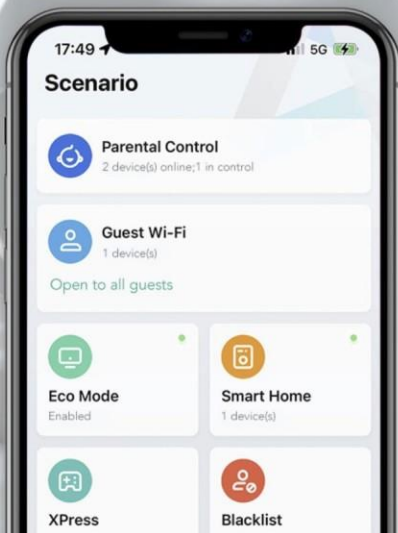 17:49
5G
Scenario
Parental Control
2 device(s) online;1 in control
Guest Wi-Fi
1 device(s)
Open to all guests
Eco Mode
Enabled
Smart Home
1 device(s)
XPress
Blacklist